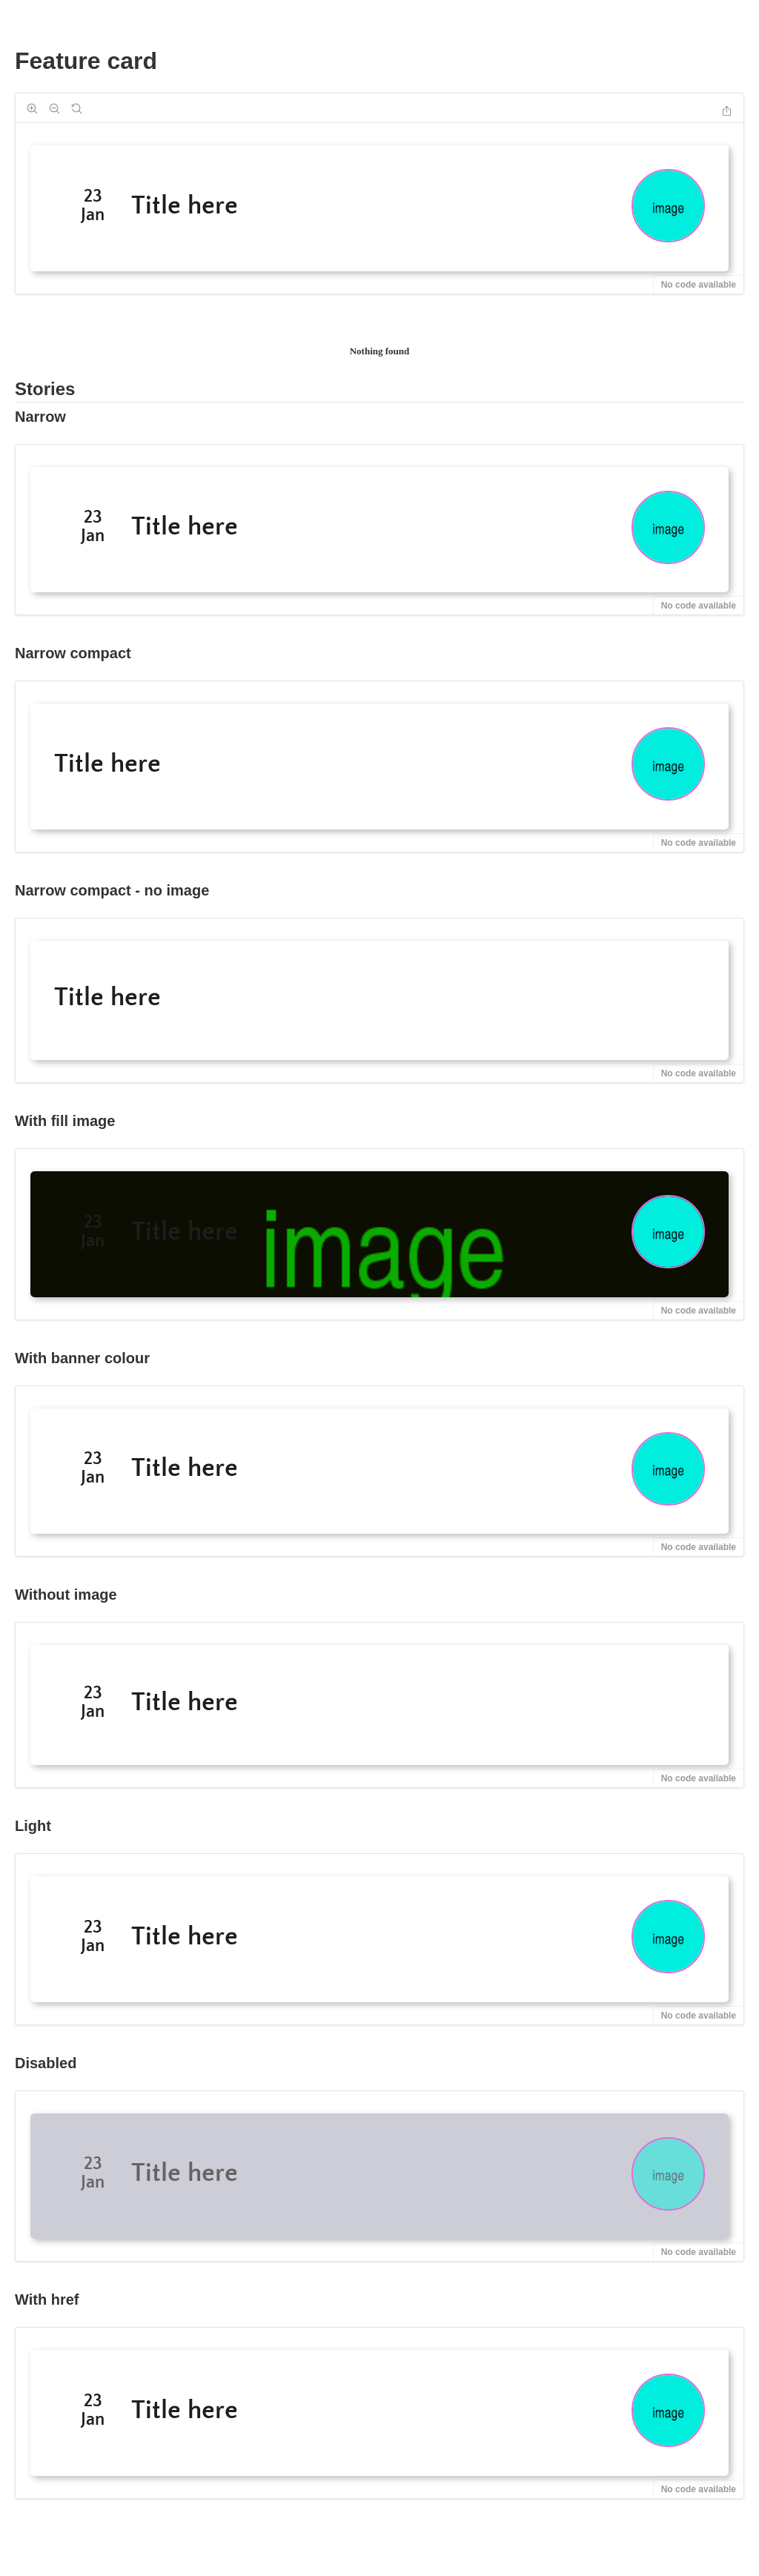 Feature card
23
Jan
Title here
image
No code available
Nothing found
Stories
Narrow
23
Jan
Title here
image
No code available
Narrow compact
Title here
image
No code available
Narrow compact - no image
Title here
No code available
With fill image
23
Jan
Title here
image
image
No code available
With banner colour
23
Jan
Title here
image
No code available
Without image
23
Jan
Title here
No code available
Light
23
Jan
Title here
image
No code available
Disabled
23
Jan
Title here
image
No code available
With href
23
Jan
Title here
image
No code available